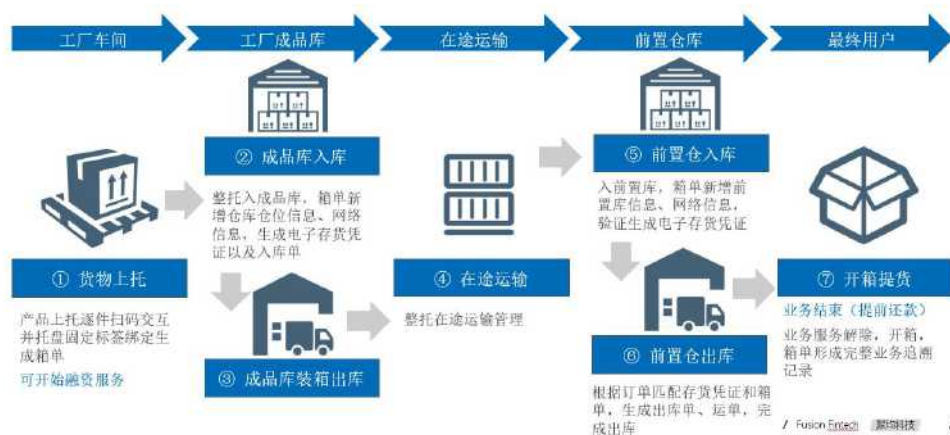 工厂车间
工厂成品库
在途运输
前置仓库
最终用户
① 货物上托
产品上托逐件扫码交互
并托盘固定标签绑定生
成箱单
可开始融资服务
② 成品库入库
整托入成品库，箱单新
增仓库仓位信息、网络
信息，生成电子存货凭
证以及入库单
③ 成品库装箱出库
④ 在途运输
整托在途运输管理
⑤ 前置仓入库
入前置库，箱单新增前
置库信息、网络信息，
验证生成电子存货凭证
⑥ 前置仓出库
根据订单匹配存货凭证和箱
单，生成出库单、运单，完
成出库
⑦ 开箱提货
业务结束（提前还款）
业务服务解除，开箱，
箱单形成完整业务追溯
记录
/ Fusion Fintech